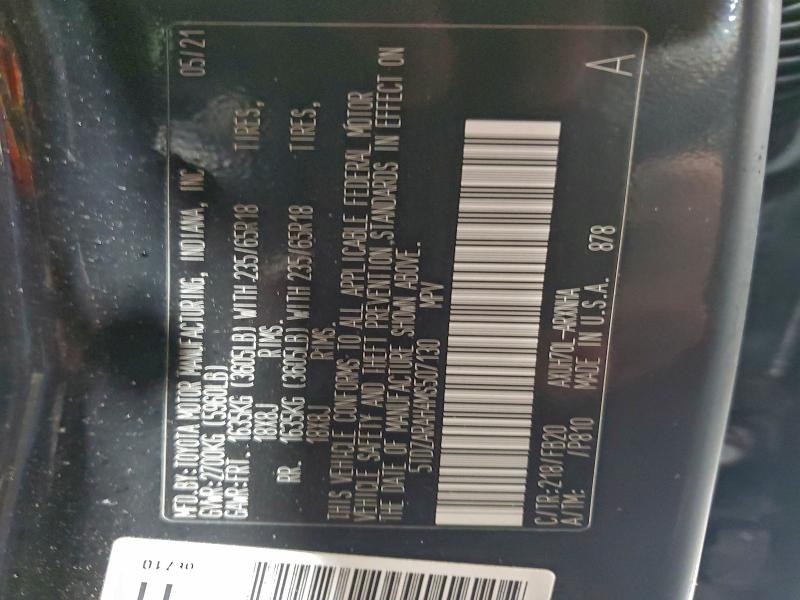 MFD.BY:TOYOTA MOTOR MANUFACTURING, INDIANA, INC. 05/21
GVWR:2700KG (5960LB)
GAWR:FRT. 1635KG (3605LB) WITH 235/65R18 TIRES,
18X8J RIMS.
RR. 1635KG (3605LB) WITH 235/65R18 TIRES,
18X8J RIMS.
THIS VEHICLE CONFORMS TO ALL APPLICABLE FEDERAL MOTOR
VEHICLE SAFETY AND THEFT PREVENTION STANDARDS IN EFFECT ON
THE DATE OF MANUFACTURE SHOWN ABOVE.
MPV
C/TR:218/FB20 AXUH70L-ARXNHA A
A/TM: /P810 MADE IN U.S.A. 878